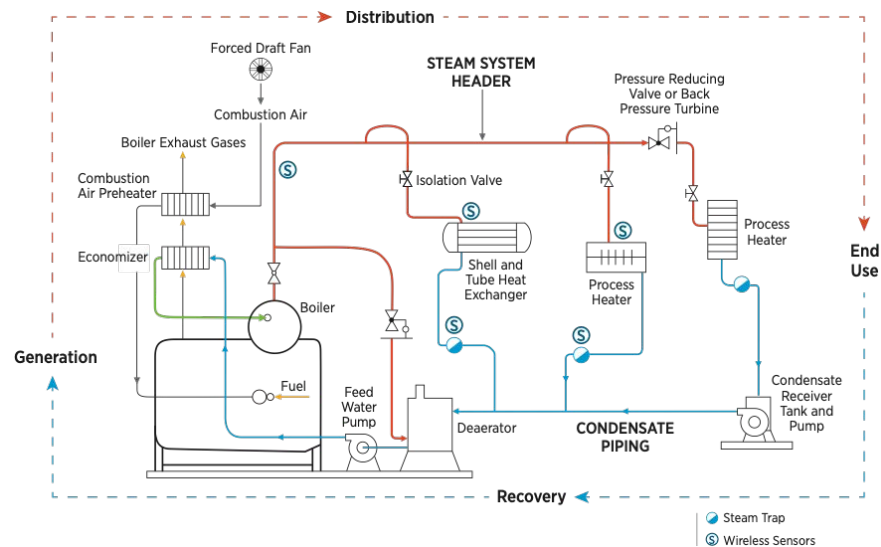 Distribution
Forced Draft Fan
STEAM SYSTEM
HEADER
Pressure Reducing
Valve or Back
Pressure Turbine
Combustion Air
Boiler Exhaust Gases
S
Combustion
Air Preheater
Isolation Valve
S
S
Process
Heater
Economizer
End
Use
Shell and
Tube Heat
Exchanger
Process
Heater
Boiler
S
S
Generation
Fuel
Feed
Water
Pump
Deaerator
CONDENSATE
PIPING
Condensate
Receiver
Tank and
Pump
Recovery
Steam Trap
S Wireless Sensors